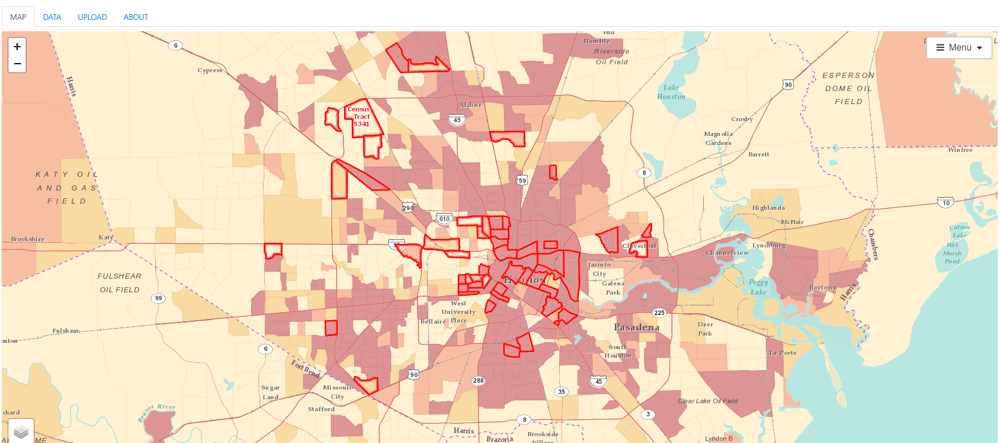 MAP
DATA
UPLOAD
ABOUT
+
−
Menu
Hill
Humble
Riverside
Oil Field
6
Cypress
Harris
90
ESPERSON
DOME OIL
FIELD
Lake
Houston
Aldine
Census
Tract
5341
45
Crosby
Magnolia
Gardens
Barrett
Winfree
KATY OIL
AND GAS
FIELD
8
59
290
610
10
Highlands
McNair
Brookshire
Katy
Cotton
Lake
Wet
Marsh
Pond
Chambers
10
Cloverleaf
Channelview
Lynchburg
Jacinto
City
Galena
Park
FULSHEAR
OIL FIELD
Houston
Peggy
Lake
Baytown
Harris
99
West
University
Place
Bellaire
225
Pasadena
Deer
Park
Fulshear
onton
6
South
Houston
La Porte
Fort Bend
90
288
45
Sugar
Land
Missouri
City
Stafford
35
Clear Lake Oil Field
Brazos River
chard
3
8
Harris
Brazoria
Brookside
Village
Lyndon B